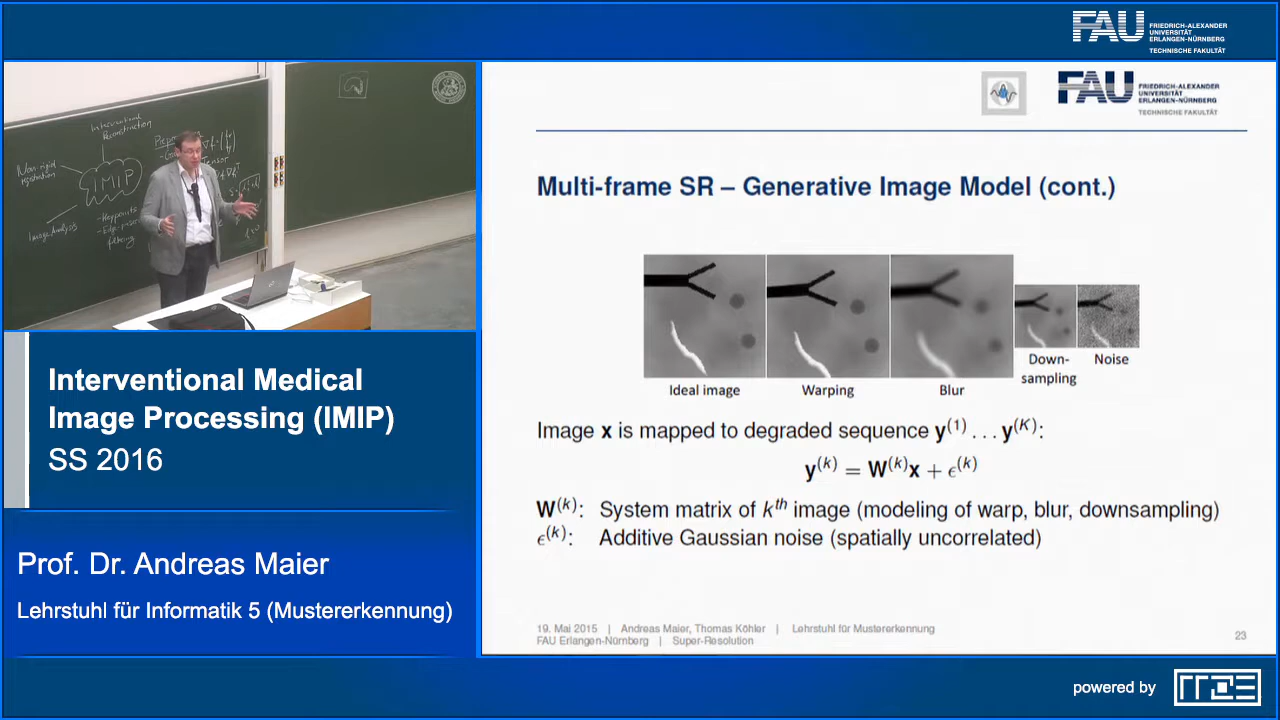 FAU FRIEDRICH-ALEXANDER
UNIVERSITÄT
ERLANGEN-NÜRNBERG
TECHNISCHE FAKULTÄT
Interventional
Reconstruction
Non-rigid
registration
IMIP
Image Analysis
- Keypoints
FAU FRIEDRICH-ALEXANDER
UNIVERSITÄT
ERLANGEN-NÜRNBERG
TECHNISCHE FAKULTÄT
Multi-frame SR – Generative Image Model (cont.)
Ideal image
Warping
Blur
Down-
sampling
Noise
Image x is mapped to degraded sequence y^(1) . . . y^(K):
y^(k) = W^(k)x + ϵ^(k)
W^(k): System matrix of k^th image (modeling of warp, blur, downsampling)
ϵ^(k): Additive Gaussian noise (spatially uncorrelated)
19. Mai 2015 | Andreas Maier, Thomas Köhler | Lehrstuhl für Mustererkennung
FAU Erlangen-Nürnberg | Super-Resolution
23
Interventional Medical
Image Processing (IMIP)
SS 2016
Prof. Dr. Andreas Maier
Lehrstuhl für Informatik 5 (Mustererkennung)
powered by